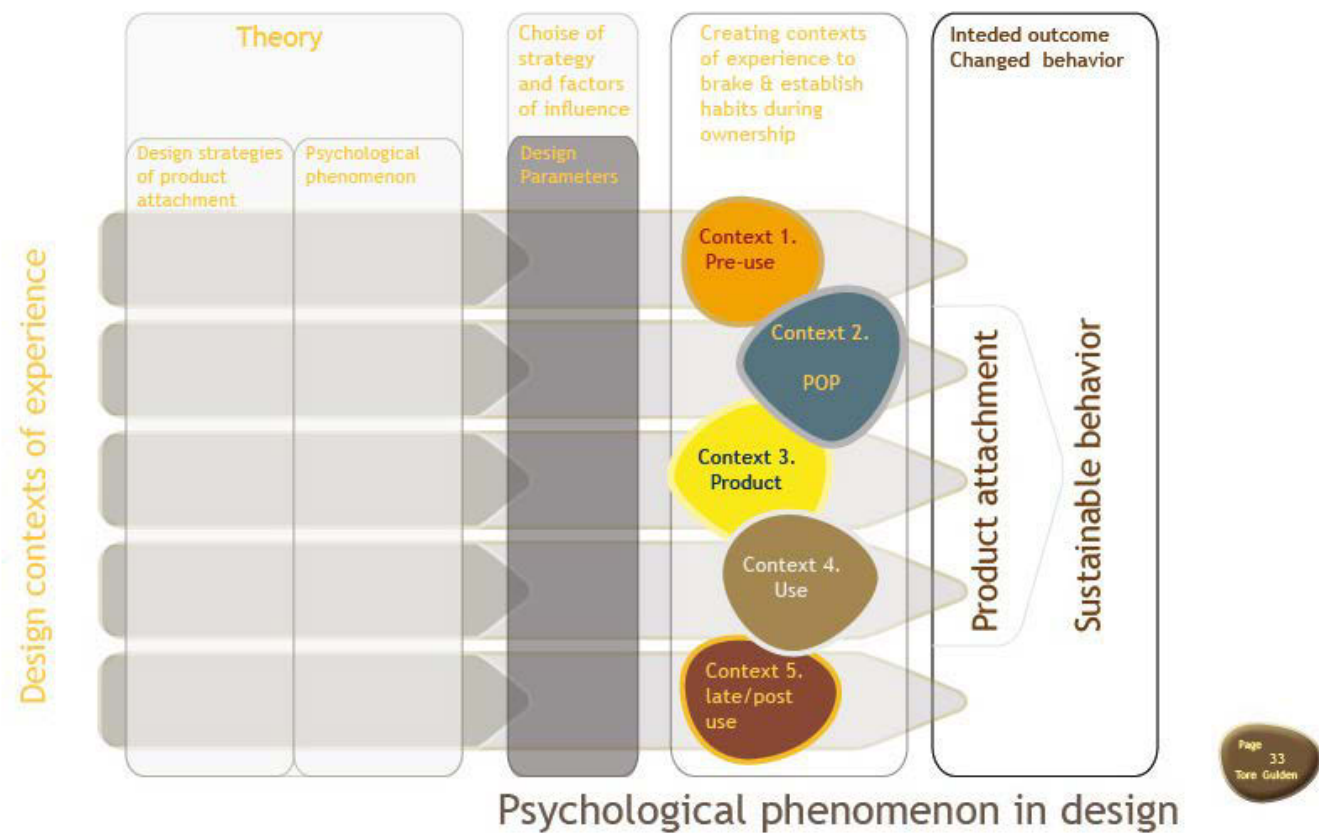 Theory
Design strategies
of product
attachment
Psychological
phenomenon
Choise of
strategy
and factors
of influence
Design
Parameters
Creating contexts
of experience to
brake & establish
habits during
ownership
Inteded outcome
Changed behavior
Design contexts of experience
Context 1.
Pre-use
Context 2.
POP
Context 3.
Product
Context 4.
Use
Context 5.
late/post
use
Product attachment
Sustainable behavior
Page
33
Tore Gulden
Psychological phenomenon in design